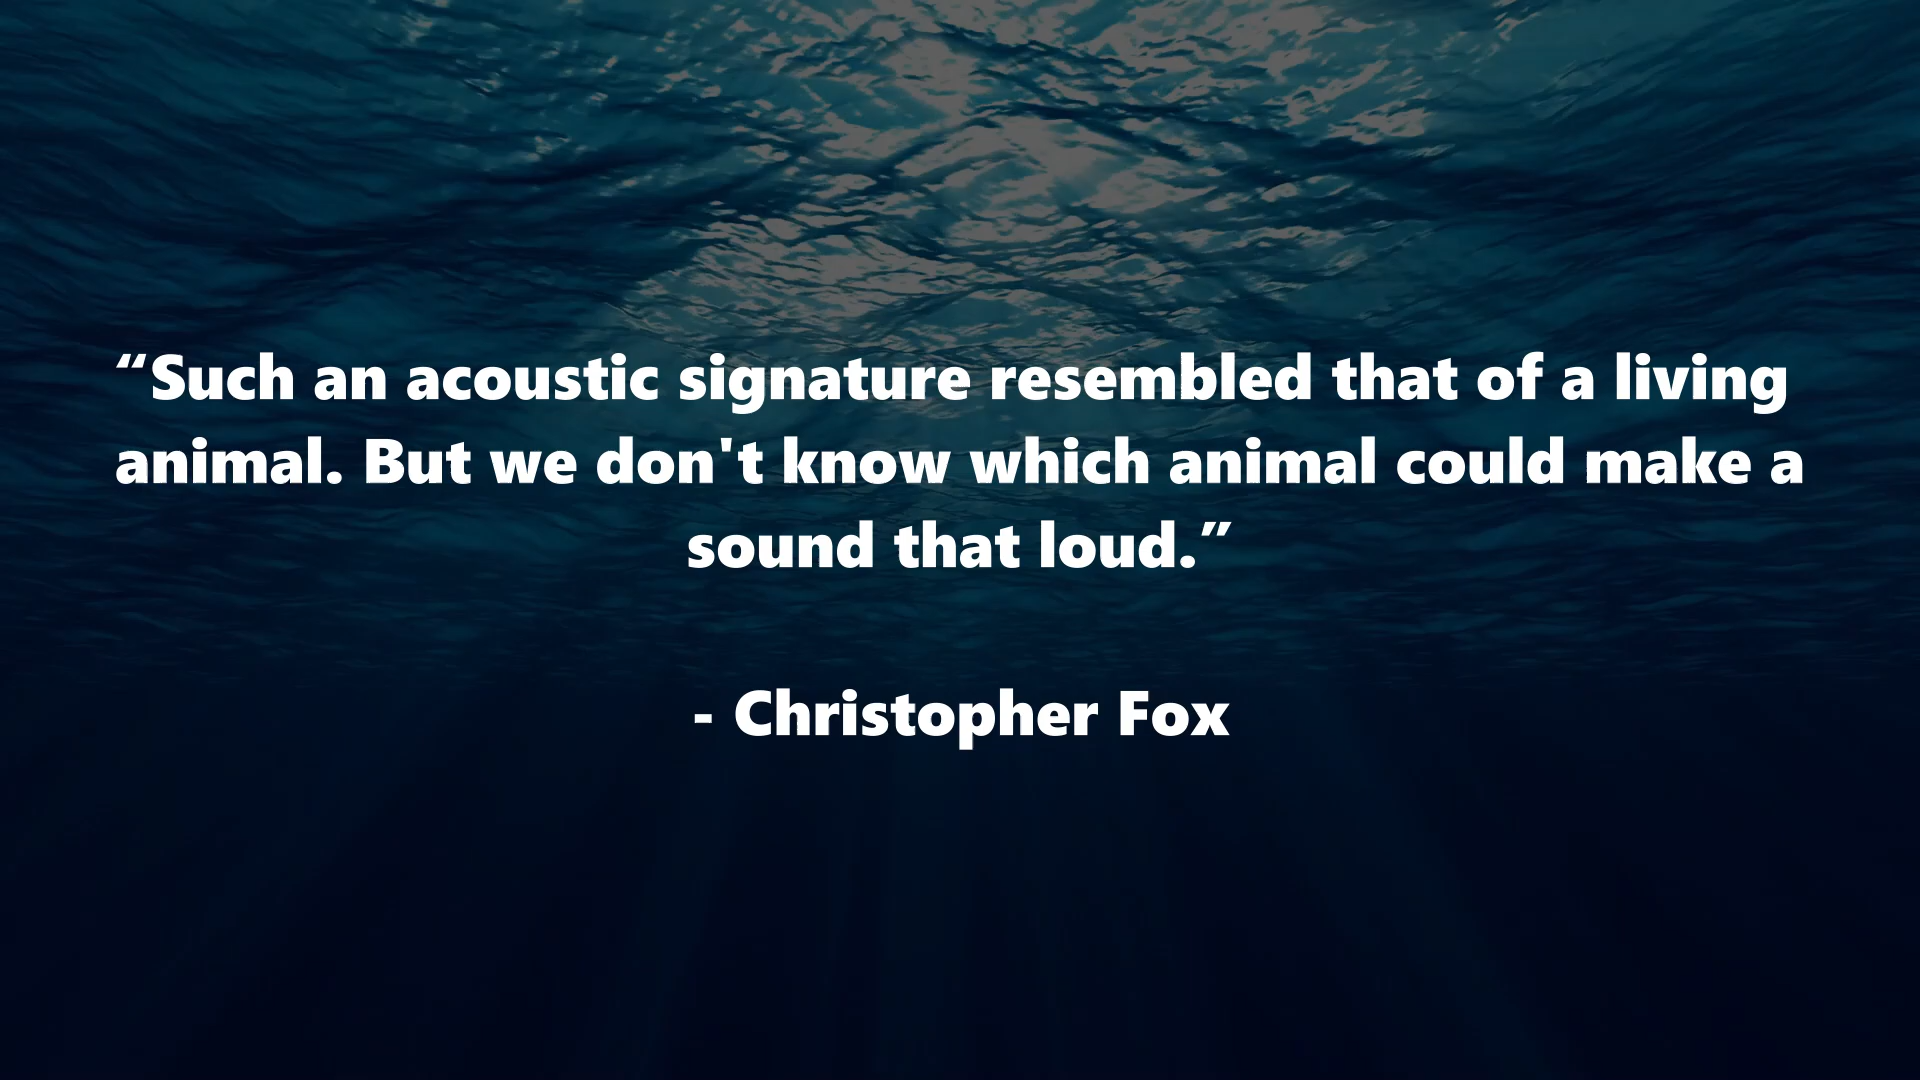 “Such an acoustic signature resembled that of a living
animal. But we don't know which animal could make a
sound that loud.”
- Christopher Fox